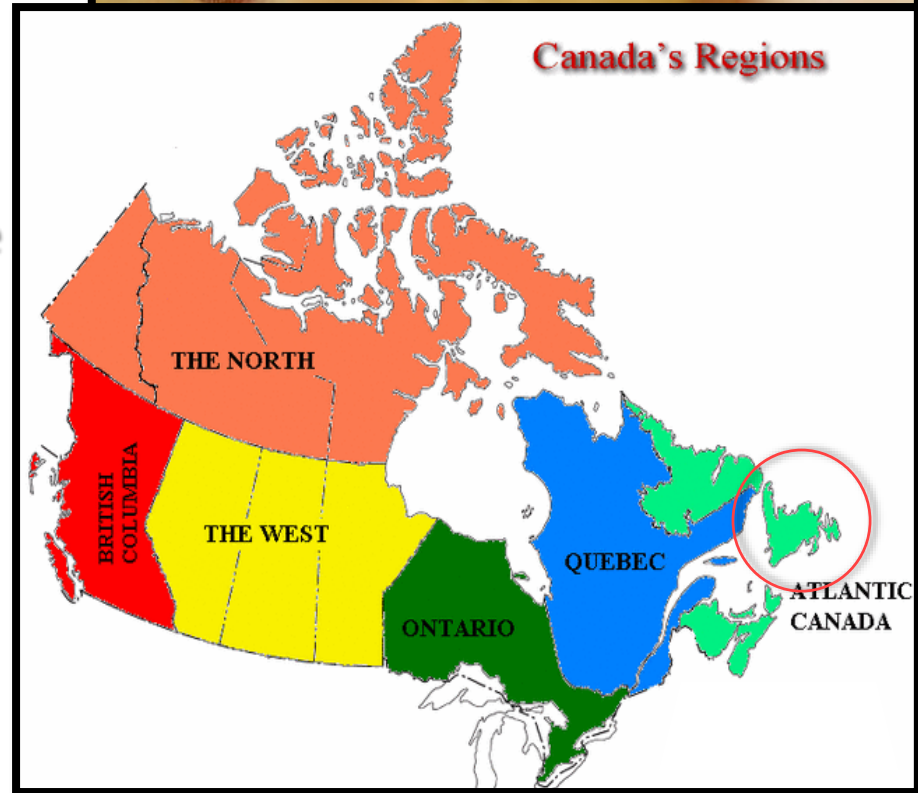 Canada's Regions
THE NORTH
BRITISH
COLUMBIA
THE WEST
QUEBEC
ATLANTIC
CANADA
ONTARIO